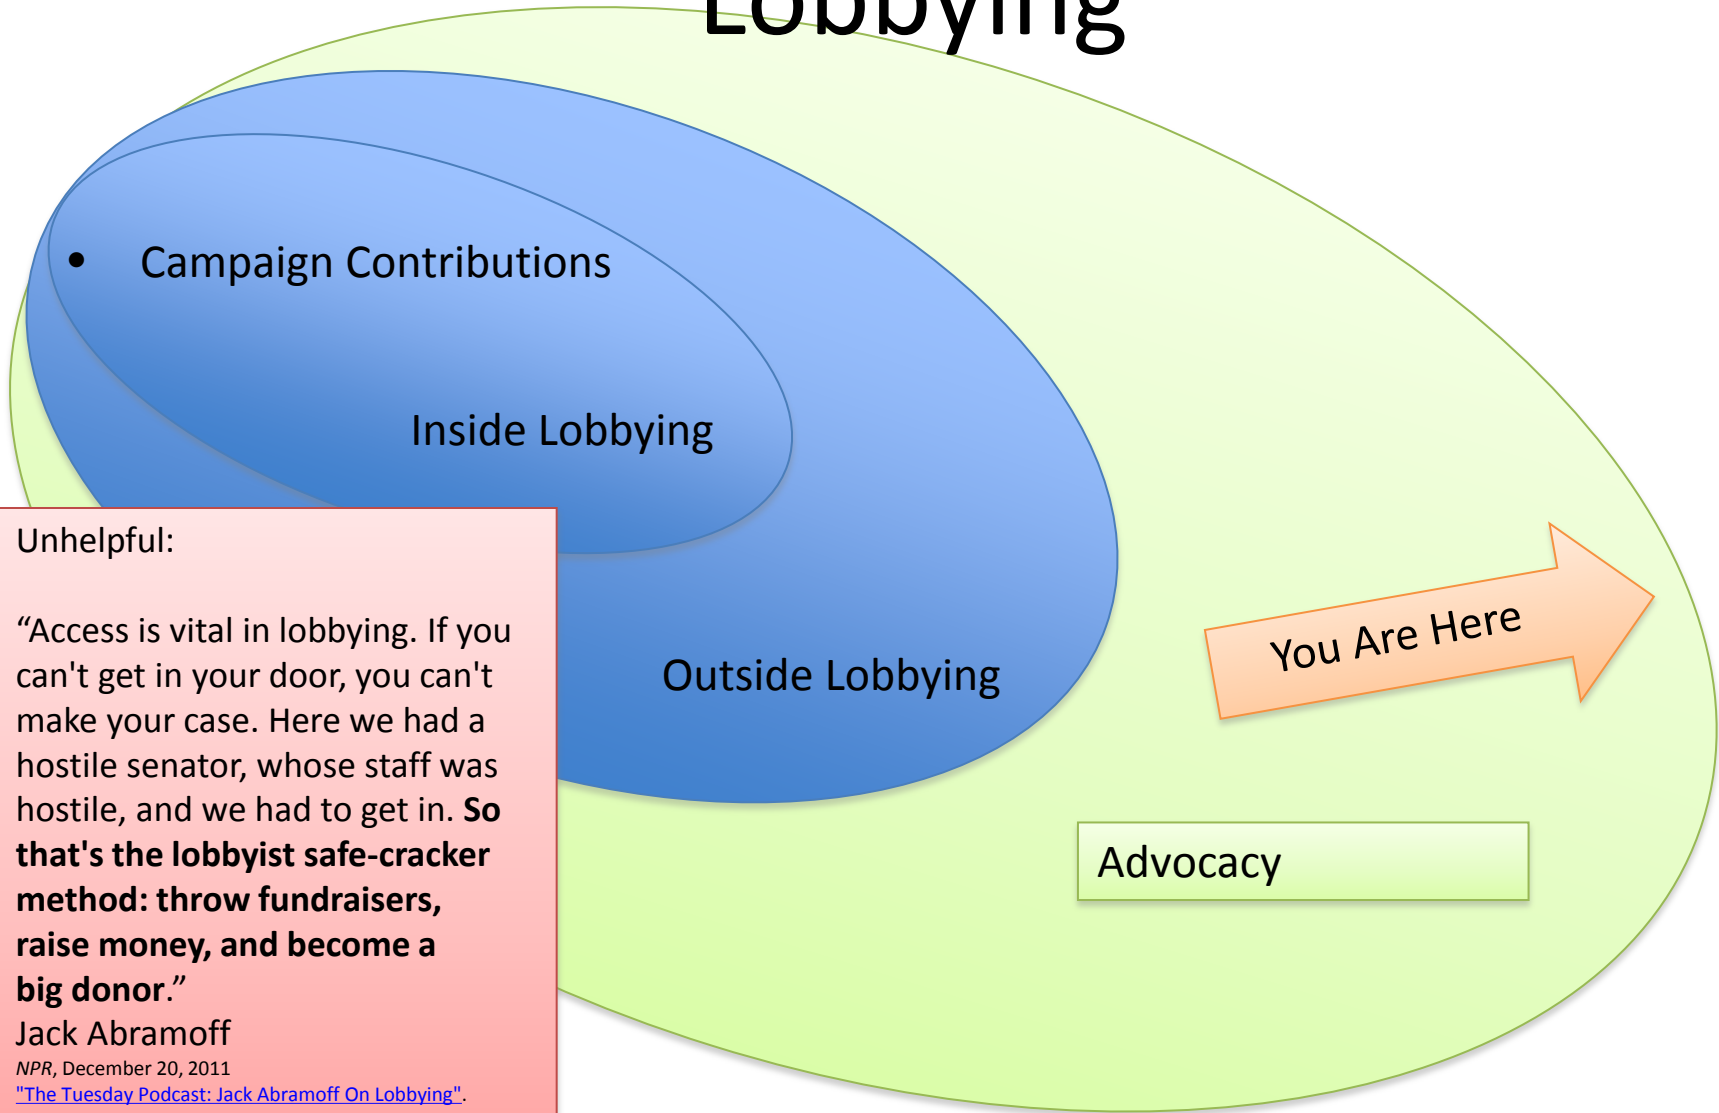 Lobbying
• Campaign Contributions
Inside Lobbying
Outside Lobbying
You Are Here
Advocacy
Unhelpful:
“Access is vital in lobbying. If you
can't get in your door, you can't
make your case. Here we had a
hostile senator, whose staff was
hostile, and we had to get in. So
that's the lobbyist safe-cracker
method: throw fundraisers,
raise money, and become a
big donor.”
Jack Abramoff
NPR, December 20, 2011
"The Tuesday Podcast: Jack Abramoff On Lobbying".